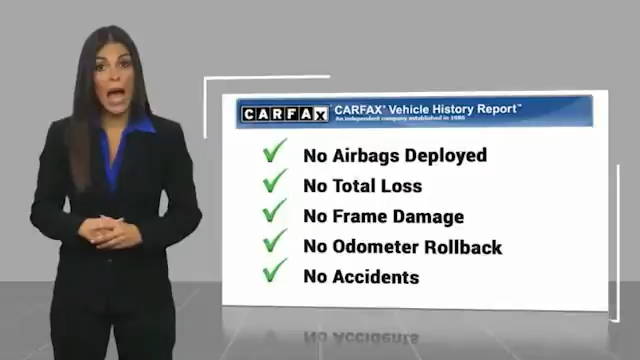 CARFAX CARFAX® Vehicle History Report™
An independent company established in 1986
No Airbags Deployed
No Total Loss
No Frame Damage
No Odometer Rollback
No Accidents